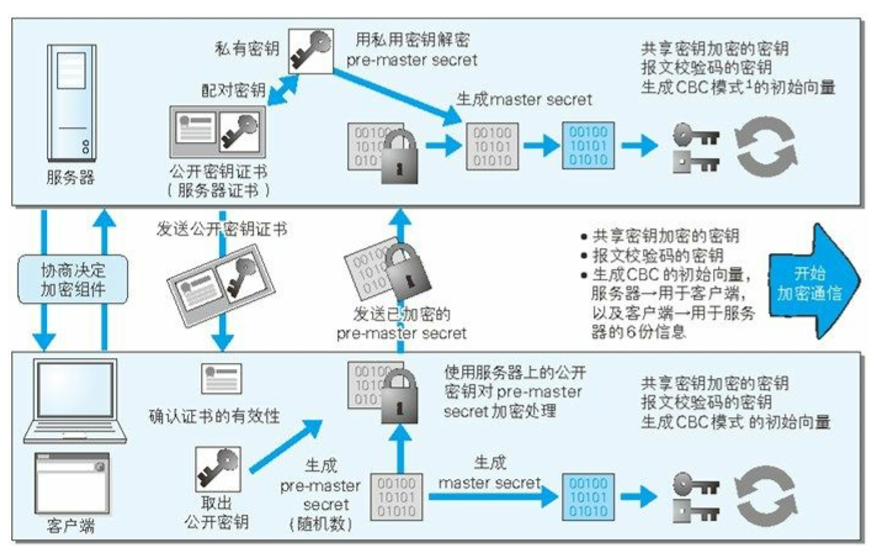 私有密钥
用私用密钥解密
pre-master secret
共享密钥加密的密钥
报文校验码的密钥
生成CBC模式1的初始向量
配对密钥
生成master secret
00100
10101
01010
00100
10101
01010
00100
10101
01010
服务器
公开密钥证书
(服务器证书)
发送公开密钥证书
协商决定
加密组件
00100
1010
010
发送已加密的
pre-master secret
• 共享密钥加密的密钥
• 报文校验码的密钥
• 生成CBC 的初始向量，
服务器→用于客户端，
以及客户端→用于服务
器的6份信息
开始
加密通信
确认证书的有效性
00100
1010
010
使用服务器上的公开
密钥对pre-master
secret加密处理
共享密钥加密的密钥
报文校验码的密钥
生成CBC模式 的初始向量
取出
公开密钥
生成
pre-master
secret
(随机数)
00100
10101
01010
生成
master secret
00100
10101
01010
客户端